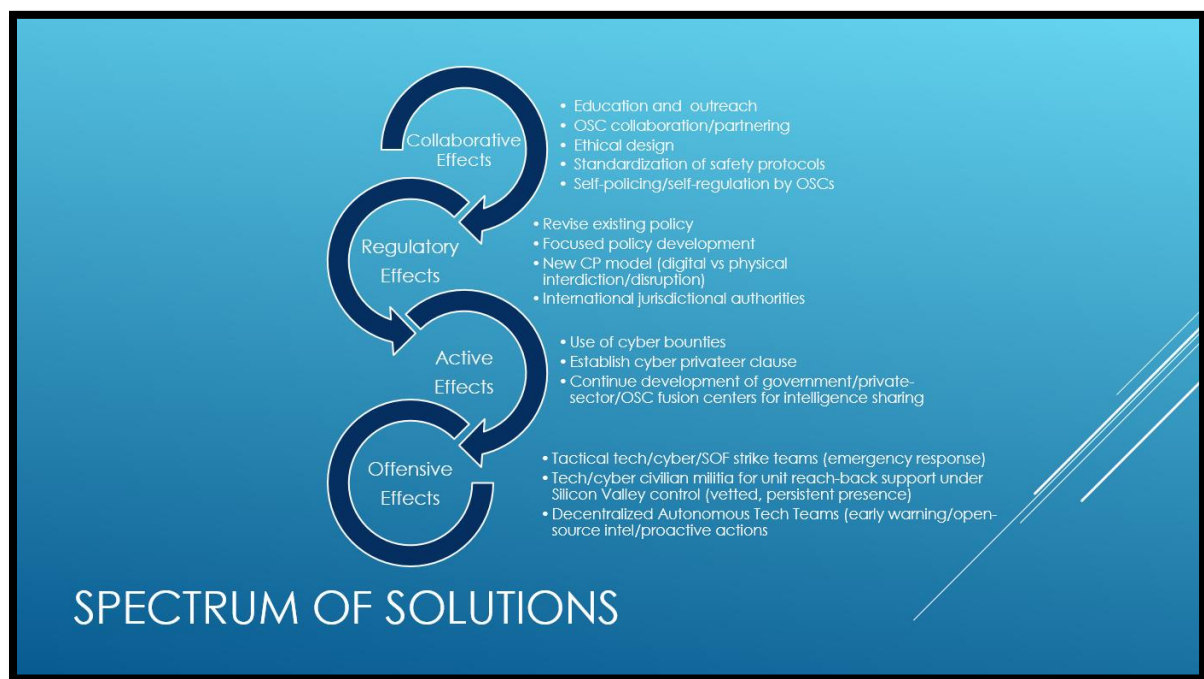 Collaborative
Effects
• Education and outreach
• OSC collaboration/partnering
• Ethical design
• Standardization of safety protocols
• Self-policing/self-regulation by OSCs
Regulatory
Effects
• Revise existing policy
• Focused policy development
• New CP model (digital vs physical
interdiction/disruption)
• International jurisdictional authorities
Active
Effects
• Use of cyber bounties
• Establish cyber privateer clause
• Continue development of government/private-
sector/OSC fusion centers for intelligence sharing
Offensive
Effects
• Tactical tech/cyber/SOF strike teams (emergency response)
• Tech/cyber civilian militia for unit reach-back support under
Silicon Valley control (vetted, persistent presence)
• Decentralized Autonomous Tech Teams (early warning/open-
source intel/proactive actions
SPECTRUM OF SOLUTIONS